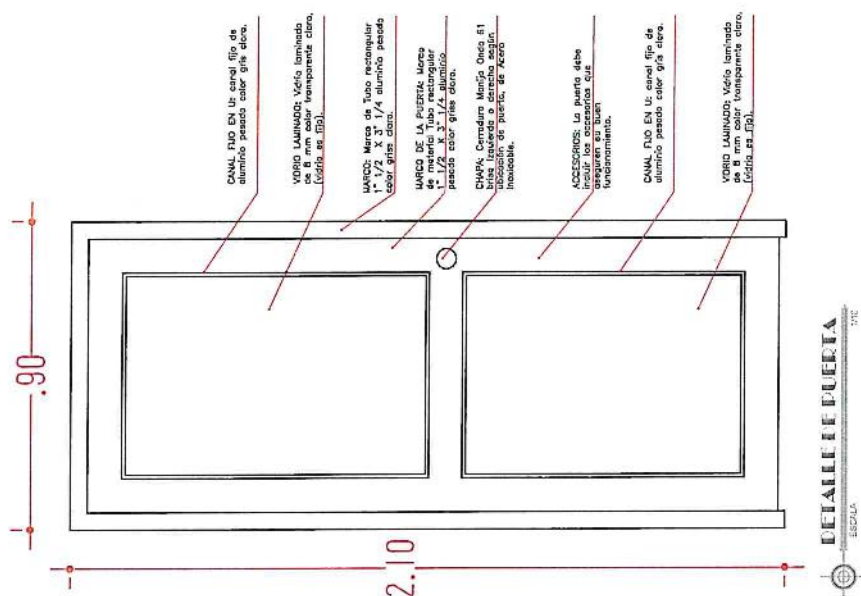 .90
2.10
CANAL FIJO EN U: canal fijo de
aluminio pesado color gris claro.
VIDRIO LAMINADO: Vidrio laminado
de 8 mm color transparente claro,
(vidrio es fijo).
MARCO: Marco de Tubo rectangular
1" 1/2 X 3" 1/4 aluminio pesado
color griss claro.
MARCO DE LA PUERTA: Marco
de material Tubo rectangular
1" 1/2 X 3" 1/4 aluminio
pesado color griss claro.
CHAPA: Cerradura Manija Onda 61
brisa Izquierda o derecha según
ubicación de puerta, de Acero
Inoxicable.
ACCESORIOS: La puerta debe
incluir los accesorios que
aseguren su buen
funcionamiento.
CANAL FIJO EN U: canal fijo de
aluminio pesado color gris claro.
VIDRIO LAMINADO: Vidrio laminado
de 8 mm color transparente claro,
(vidrio es fijo).
DETALLE DE PUERTA
ESCALA 1/10